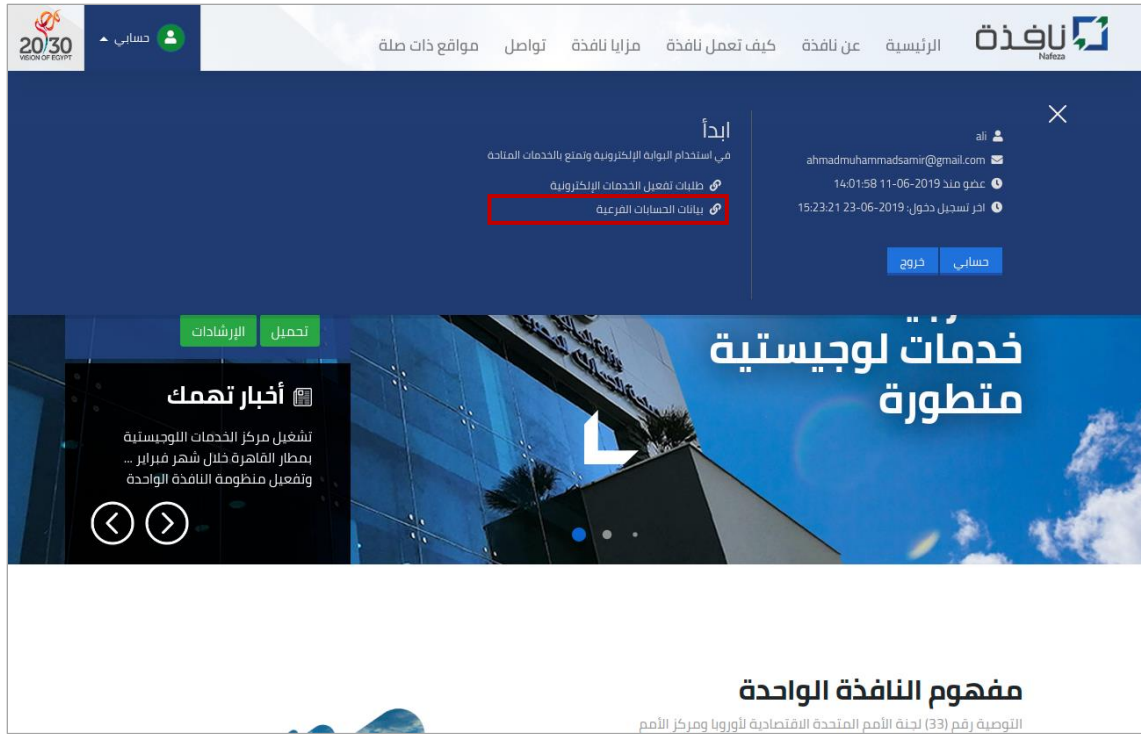 نافذة
Nafeza
الرئيسية
عن نافذة
كيف تعمل نافذة
مزايا نافذة
تواصل
مواقع ذات صلة
حسابي
20/30
VISION OF EGYPT
ali
ahmadmuhammadsamir@gmail.com
عضو منذ 2019-06-11 14:01:58
اخر تسجيل دخول: 2019-06-23 15:23:21
حسابي
خروج
ابدأ
في استخدام البوابة الإلكترونية وتمتع بالخدمات المتاحة
طلبات تفعيل الخدمات الإلكترونية
بيانات الحسابات الفرعية
خدمات لوجيستية
متطورة
تحميل
الإرشادات
أخبار تهمك
تشغيل مركز الخدمات اللوجيستية
بمطار القاهرة خلال شهر فبراير ...
وتفعيل منظومة النافذة الواحدة
مفهوم النافذة الواحدة
التوصية رقم (33) لجنة الأمم المتحدة الاقتصادية لأوروبا ومركز الأمم